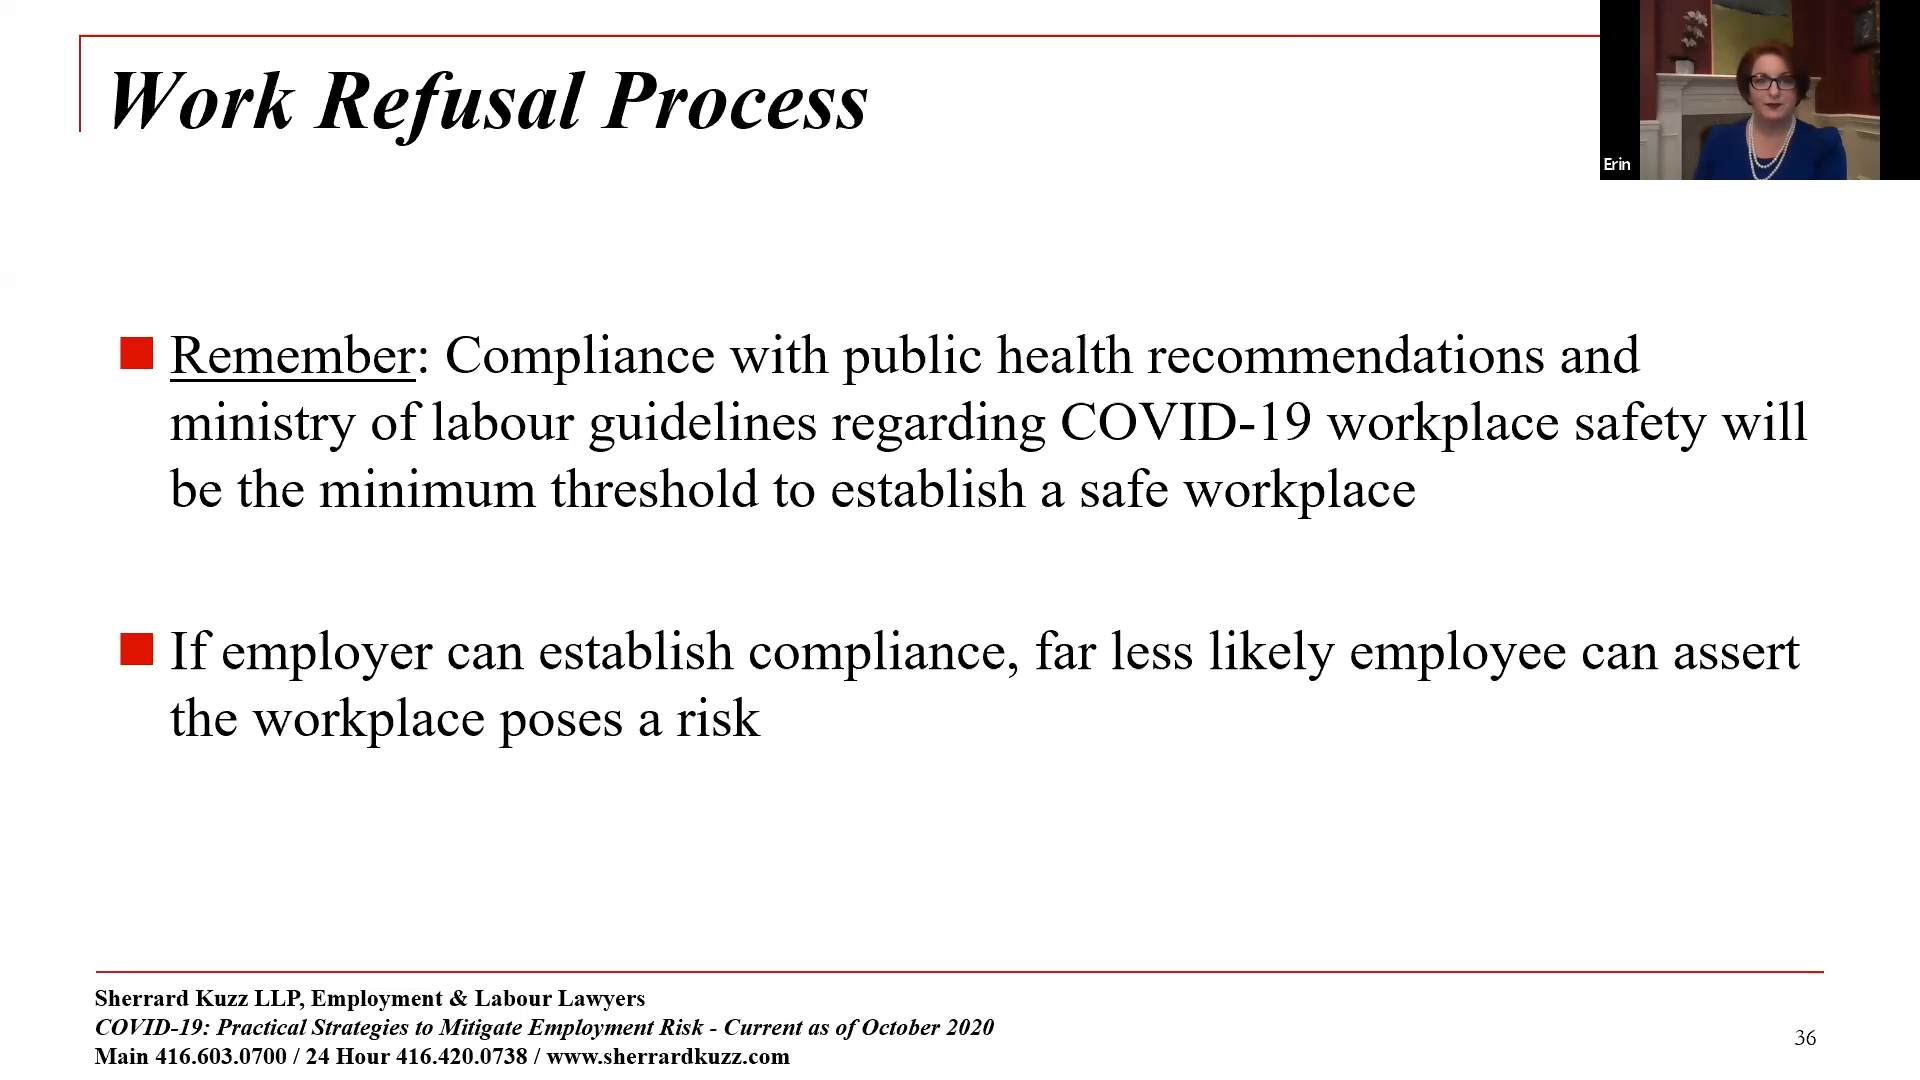 Work Refusal Process
Erin
Remember: Compliance with public health recommendations and
ministry of labour guidelines regarding COVID-19 workplace safety will
be the minimum threshold to establish a safe workplace
If employer can establish compliance, far less likely employee can assert
the workplace poses a risk
Sherrard Kuzz LLP, Employment & Labour Lawyers
COVID-19: Practical Strategies to Mitigate Employment Risk - Current as of October 2020
Main 416.603.0700 / 24 Hour 416.420.0738 / www.sherrardkuzz.com
36